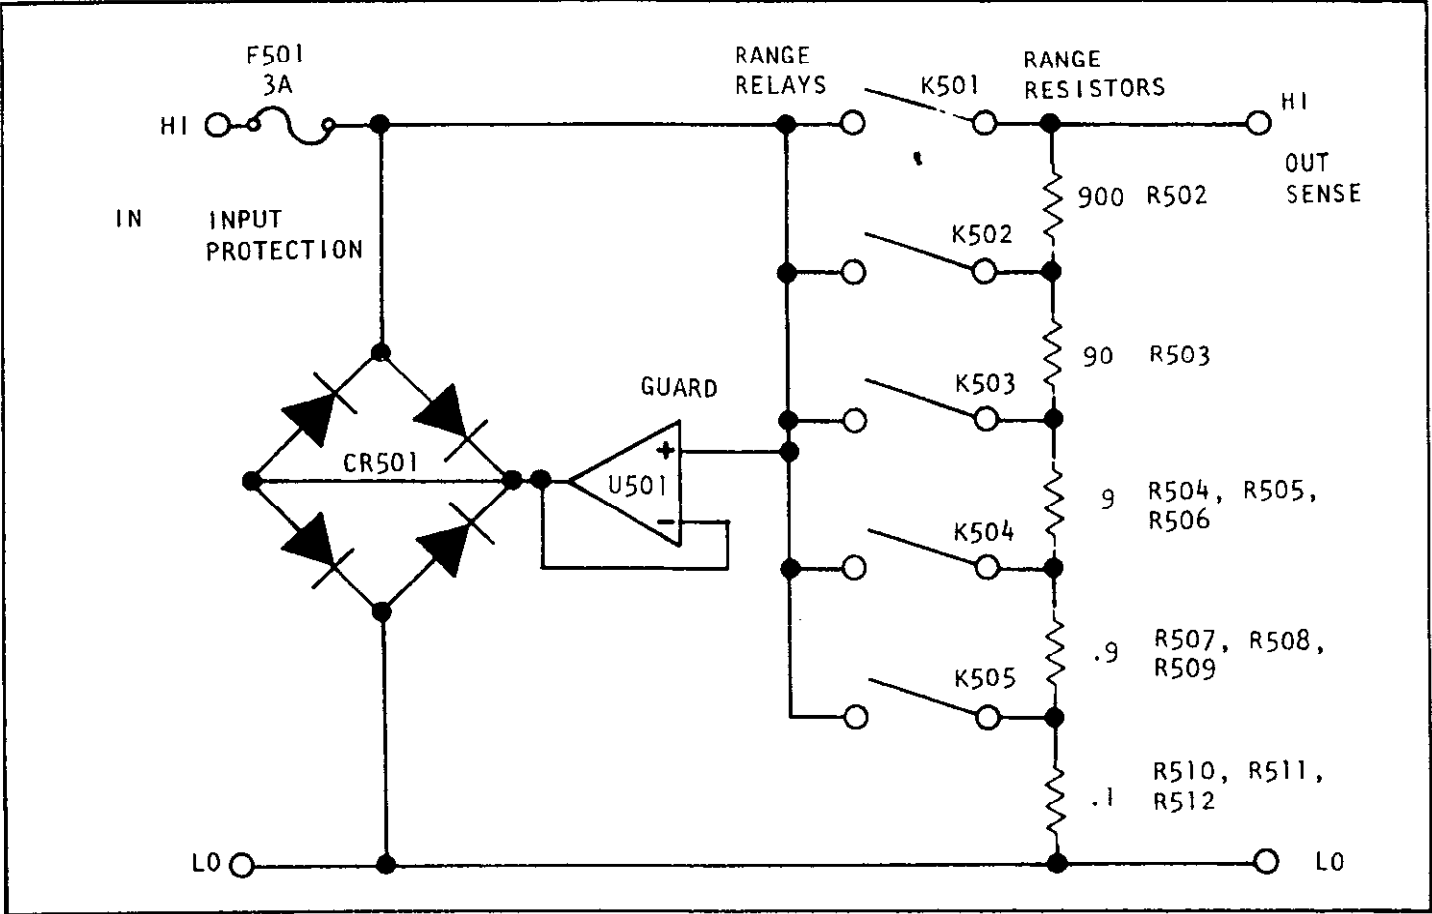 F501
3A
RANGE
RELAYS
K501
RANGE
RESISTORS
HI
HI
OUT
SENSE
IN
INPUT
PROTECTION
900 R502
K502
90 R503
K503
GUARD
CR501
+
U501
−
9 R504, R505,
R506
K504
.9 R507, R508,
R509
K505
.1 R510, R511,
R512
LO
LO